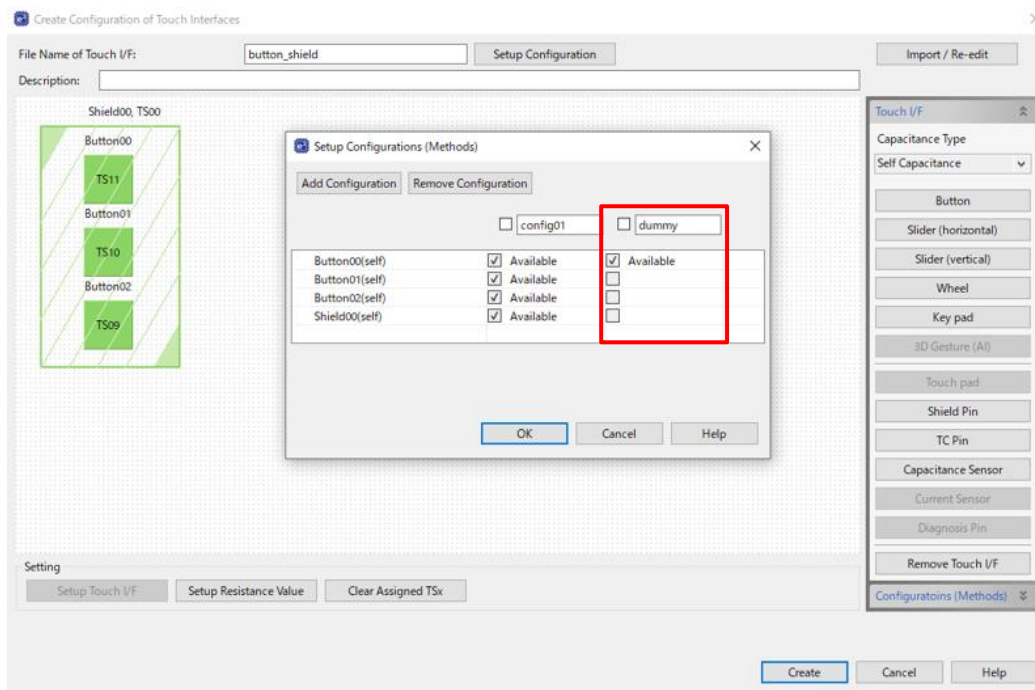 Create Configuration of Touch Interfaces
File Name of Touch I/F: button_shield Setup Configuration Import / Re-edit
Description:
Shield00, TS00
Button00
TS11
Button01
TS10
Button02
TS09
Setup Configurations (Methods)
Add Configuration Remove Configuration
config01 dummy
Button00(self) Available Available
Button01(self) Available
Button02(self) Available
Shield00(self) Available
OK Cancel Help
Touch I/F
Capacitance Type
Self Capacitance
Button
Slider (horizontal)
Slider (vertical)
Wheel
Key pad
3D Gesture (AI)
Touch pad
Shield Pin
TC Pin
Capacitance Sensor
Current Sensor
Diagnosis Pin
Remove Touch I/F
Configuratoins (Methods)
Setting
Setup Touch I/F Setup Resistance Value Clear Assigned TSx
Create Cancel Help